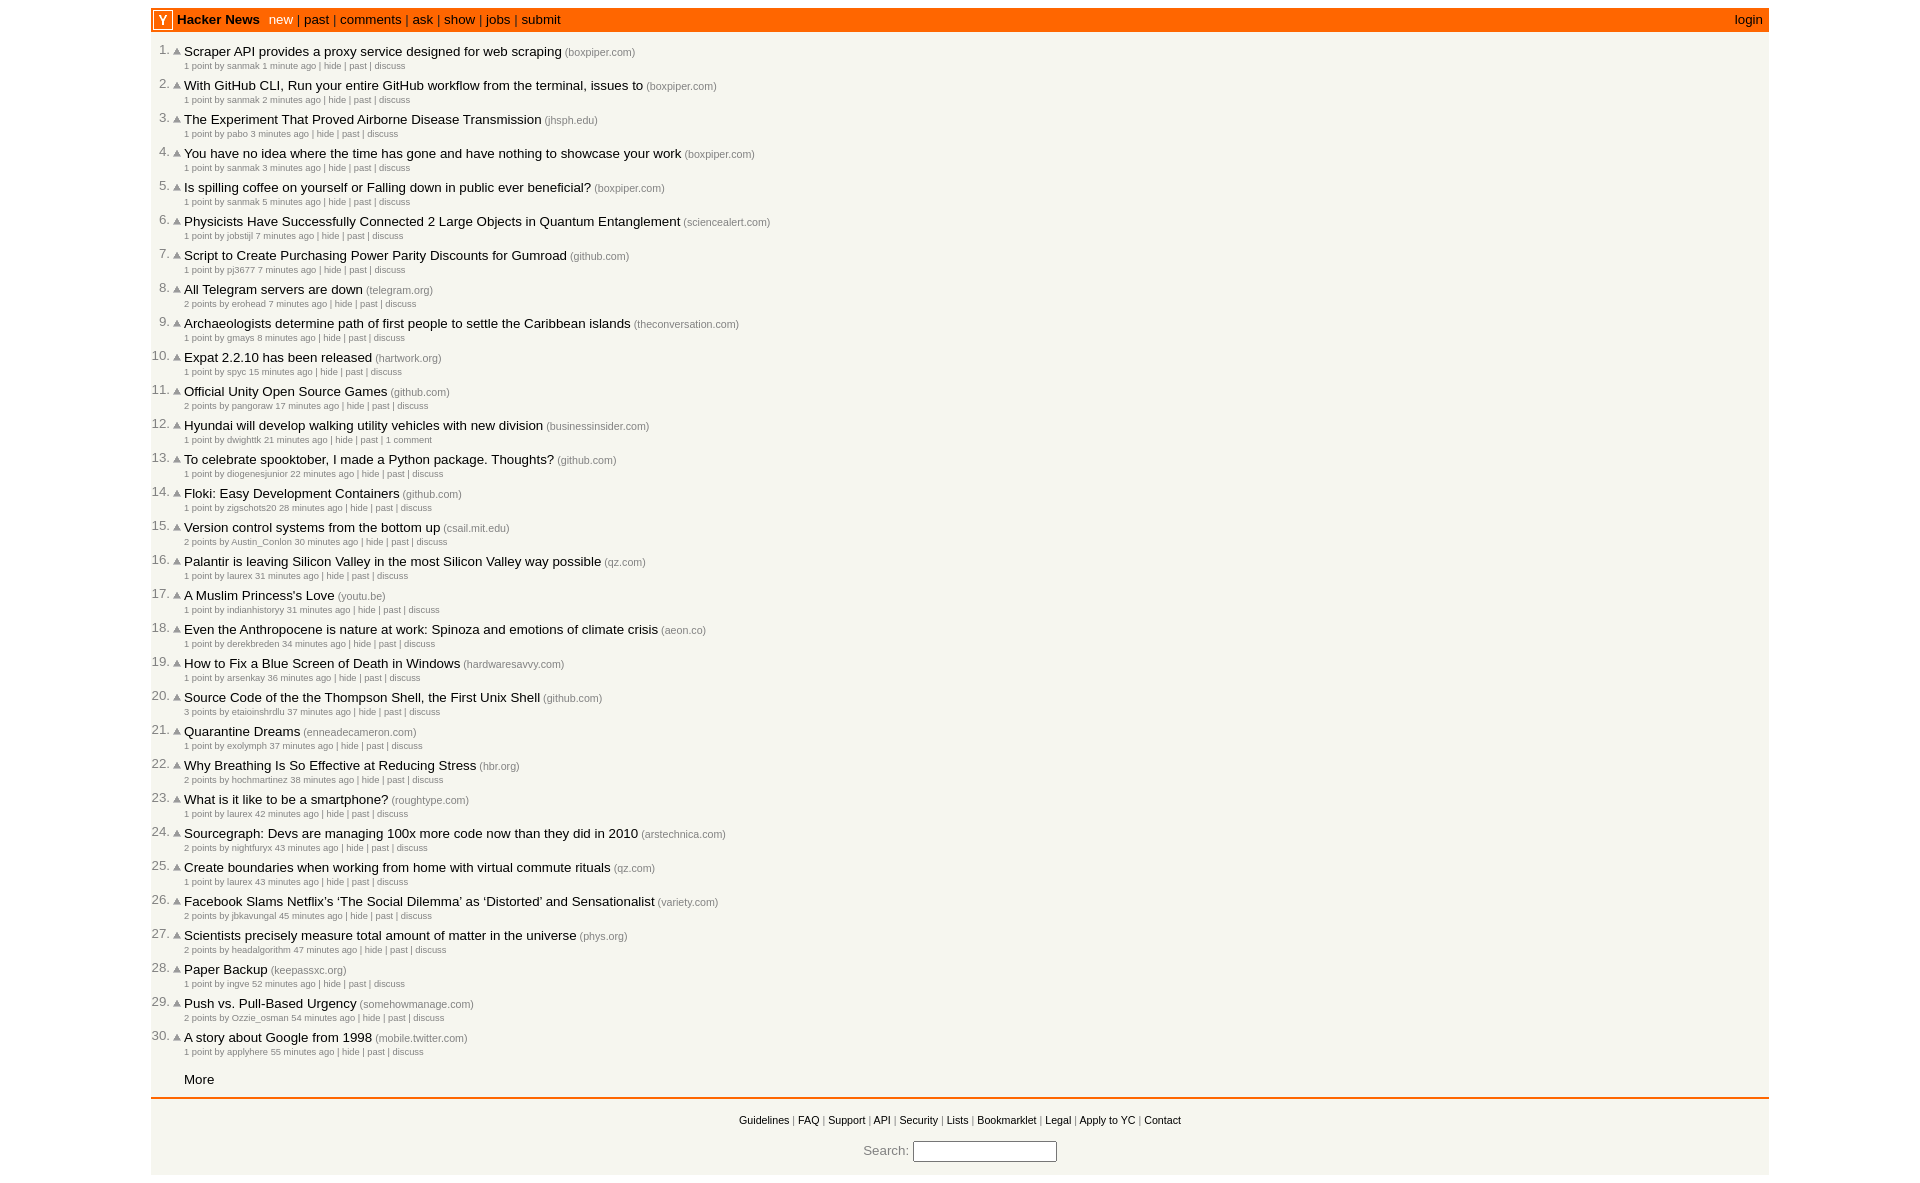 Y Hacker News new | past | comments | ask | show | jobs | submit login
1. Scraper API provides a proxy service designed for web scraping (boxpiper.com)
1 point by sanmak 1 minute ago | hide | past | discuss
2. With GitHub CLI, Run your entire GitHub workflow from the terminal, issues to (boxpiper.com)
1 point by sanmak 2 minutes ago | hide | past | discuss
3. The Experiment That Proved Airborne Disease Transmission (jhsph.edu)
1 point by pabo 3 minutes ago | hide | past | discuss
4. You have no idea where the time has gone and have nothing to showcase your work (boxpiper.com)
1 point by sanmak 3 minutes ago | hide | past | discuss
5. Is spilling coffee on yourself or Falling down in public ever beneficial? (boxpiper.com)
1 point by sanmak 5 minutes ago | hide | past | discuss
6. Physicists Have Successfully Connected 2 Large Objects in Quantum Entanglement (sciencealert.com)
1 point by jobstijl 7 minutes ago | hide | past | discuss
7. Script to Create Purchasing Power Parity Discounts for Gumroad (github.com)
1 point by pj3677 7 minutes ago | hide | past | discuss
8. All Telegram servers are down (telegram.org)
2 points by erohead 7 minutes ago | hide | past | discuss
9. Archaeologists determine path of first people to settle the Caribbean islands (theconversation.com)
1 point by gmays 8 minutes ago | hide | past | discuss
10. Expat 2.2.10 has been released (hartwork.org)
1 point by spyc 15 minutes ago | hide | past | discuss
11. Official Unity Open Source Games (github.com)
2 points by pangoraw 17 minutes ago | hide | past | discuss
12. Hyundai will develop walking utility vehicles with new division (businessinsider.com)
1 point by dwighttk 21 minutes ago | hide | past | 1 comment
13. To celebrate spooktober, I made a Python package. Thoughts? (github.com)
1 point by diogenesjunior 22 minutes ago | hide | past | discuss
14. Floki: Easy Development Containers (github.com)
1 point by zigschots20 28 minutes ago | hide | past | discuss
15. Version control systems from the bottom up (csail.mit.edu)
2 points by Austin_Conlon 30 minutes ago | hide | past | discuss
16. Palantir is leaving Silicon Valley in the most Silicon Valley way possible (qz.com)
1 point by laurex 31 minutes ago | hide | past | discuss
17. A Muslim Princess's Love (youtu.be)
1 point by indianhistoryy 31 minutes ago | hide | past | discuss
18. Even the Anthropocene is nature at work: Spinoza and emotions of climate crisis (aeon.co)
1 point by derekbreden 34 minutes ago | hide | past | discuss
19. How to Fix a Blue Screen of Death in Windows (hardwaresavvy.com)
1 point by arsenkay 36 minutes ago | hide | past | discuss
20. Source Code of the the Thompson Shell, the First Unix Shell (github.com)
3 points by etaioinshrdlu 37 minutes ago | hide | past | discuss
21. Quarantine Dreams (enneadecameron.com)
1 point by exolymph 37 minutes ago | hide | past | discuss
22. Why Breathing Is So Effective at Reducing Stress (hbr.org)
2 points by hochmartinez 38 minutes ago | hide | past | discuss
23. What is it like to be a smartphone? (roughtype.com)
1 point by laurex 42 minutes ago | hide | past | discuss
24. Sourcegraph: Devs are managing 100x more code now than they did in 2010 (arstechnica.com)
2 points by nightfuryx 43 minutes ago | hide | past | discuss
25. Create boundaries when working from home with virtual commute rituals (qz.com)
1 point by laurex 43 minutes ago | hide | past | discuss
26. Facebook Slams Netflix’s ‘The Social Dilemma’ as ‘Distorted’ and Sensationalist (variety.com)
2 points by jbkavungal 45 minutes ago | hide | past | discuss
27. Scientists precisely measure total amount of matter in the universe (phys.org)
2 points by headalgorithm 47 minutes ago | hide | past | discuss
28. Paper Backup (keepassxc.org)
1 point by ingve 52 minutes ago | hide | past | discuss
29. Push vs. Pull-Based Urgency (somehowmanage.com)
2 points by Ozzie_osman 54 minutes ago | hide | past | discuss
30. A story about Google from 1998 (mobile.twitter.com)
1 point by applyhere 55 minutes ago | hide | past | discuss
More
Guidelines | FAQ | Support | API | Security | Lists | Bookmarklet | Legal | Apply to YC | Contact
Search: